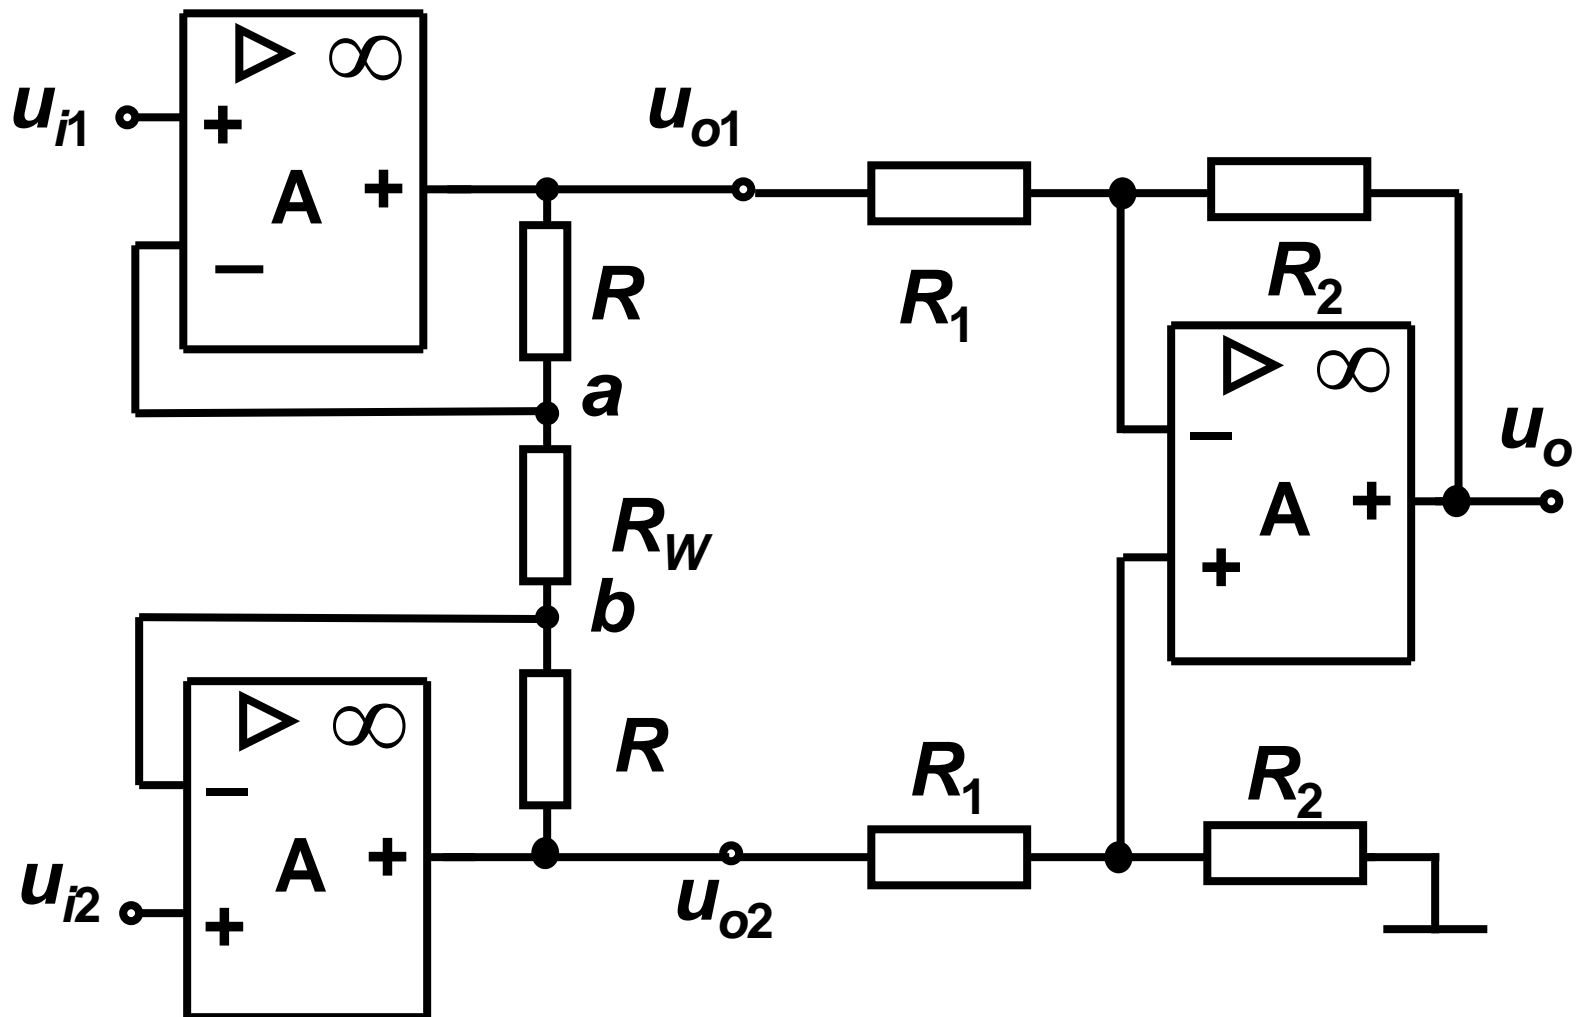 ▷ ∞
u_i1
+
A
+
−
u_o1
R
a
R_W
b
R
R_1
R_2
▷ ∞
−
A
+
+
u_o
▷ ∞
−
A
+
u_i2
+
u_o2
R_1
R_2